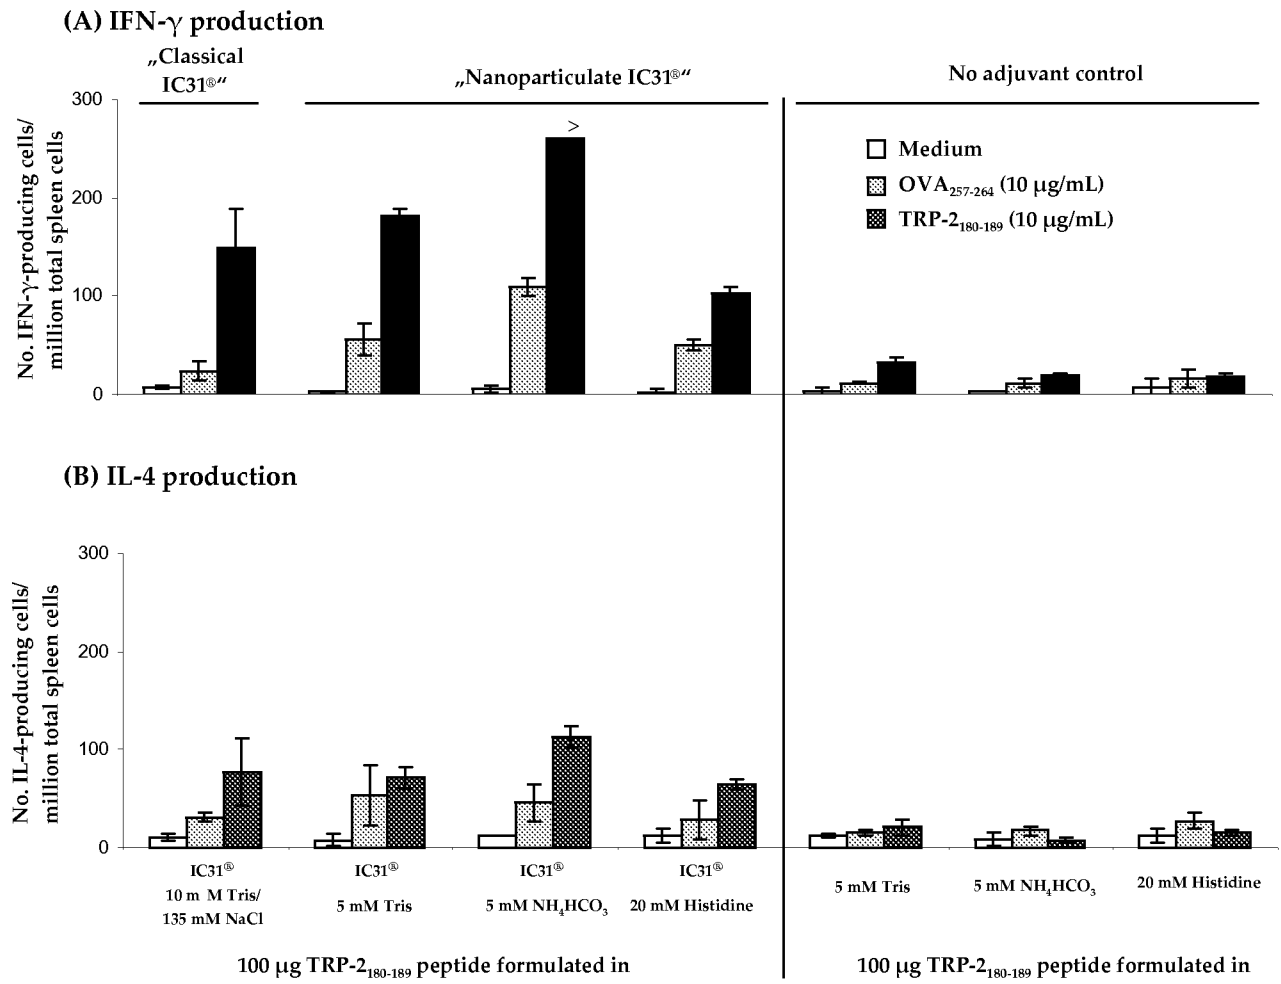 (A) IFN-γ production
„Classical
IC31®“
„Nanoparticulate IC31®“
No adjuvant control
No. IFN-γ-producing cells/
million total spleen cells
300
200
100
0
>
Medium
OVA257-264 (10 µg/mL)
TRP-2180-189 (10 µg/mL)
(B) IL-4 production
No. IL-4-producing cells/
million total spleen cells
300
200
100
0
IC31®
10 m M Tris/
135 mM NaCl
IC31®
5 mM Tris
IC31®
5 mM NH4HCO3
IC31®
20 mM Histidine
5 mM Tris
5 mM NH4HCO3
20 mM Histidine
100 µg TRP-2180-189 peptide formulated in
100 µg TRP-2180-189 peptide formulated in